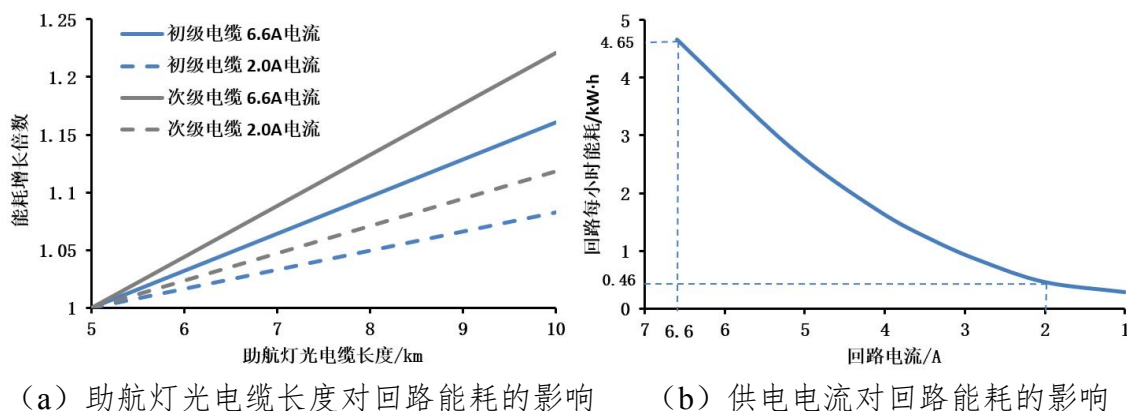 1.25
1.2
1.15
1.1
1.05
1
能耗增长倍数
初级电缆 6.6A电流
初级电缆 2.0A电流
次级电缆 6.6A电流
次级电缆 2.0A电流
5 6 7 8 9 10
助航灯光电缆长度/km
(a) 助航灯光电缆长度对回路能耗的影响
5
4.65
4
3
2
1
0.46
0
回路每小时能耗/kW·h
7 6.6 6 5 4 3 2 1
回路电流/A
(b) 供电电流对回路能耗的影响